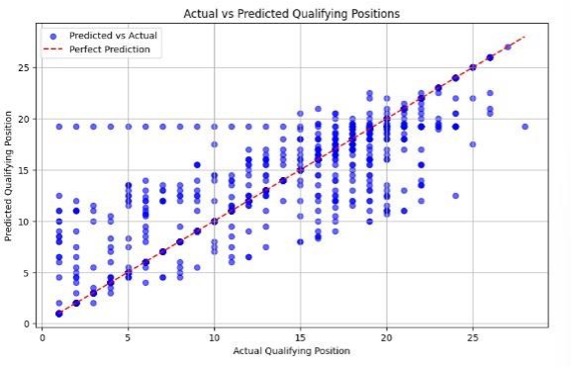 Actual vs Predicted Qualifying Positions
Predicted vs Actual
Perfect Prediction
25
20
15
10
5
0
Predicted Qualifying Position
0 5 10 15 20 25
Actual Qualifying Position